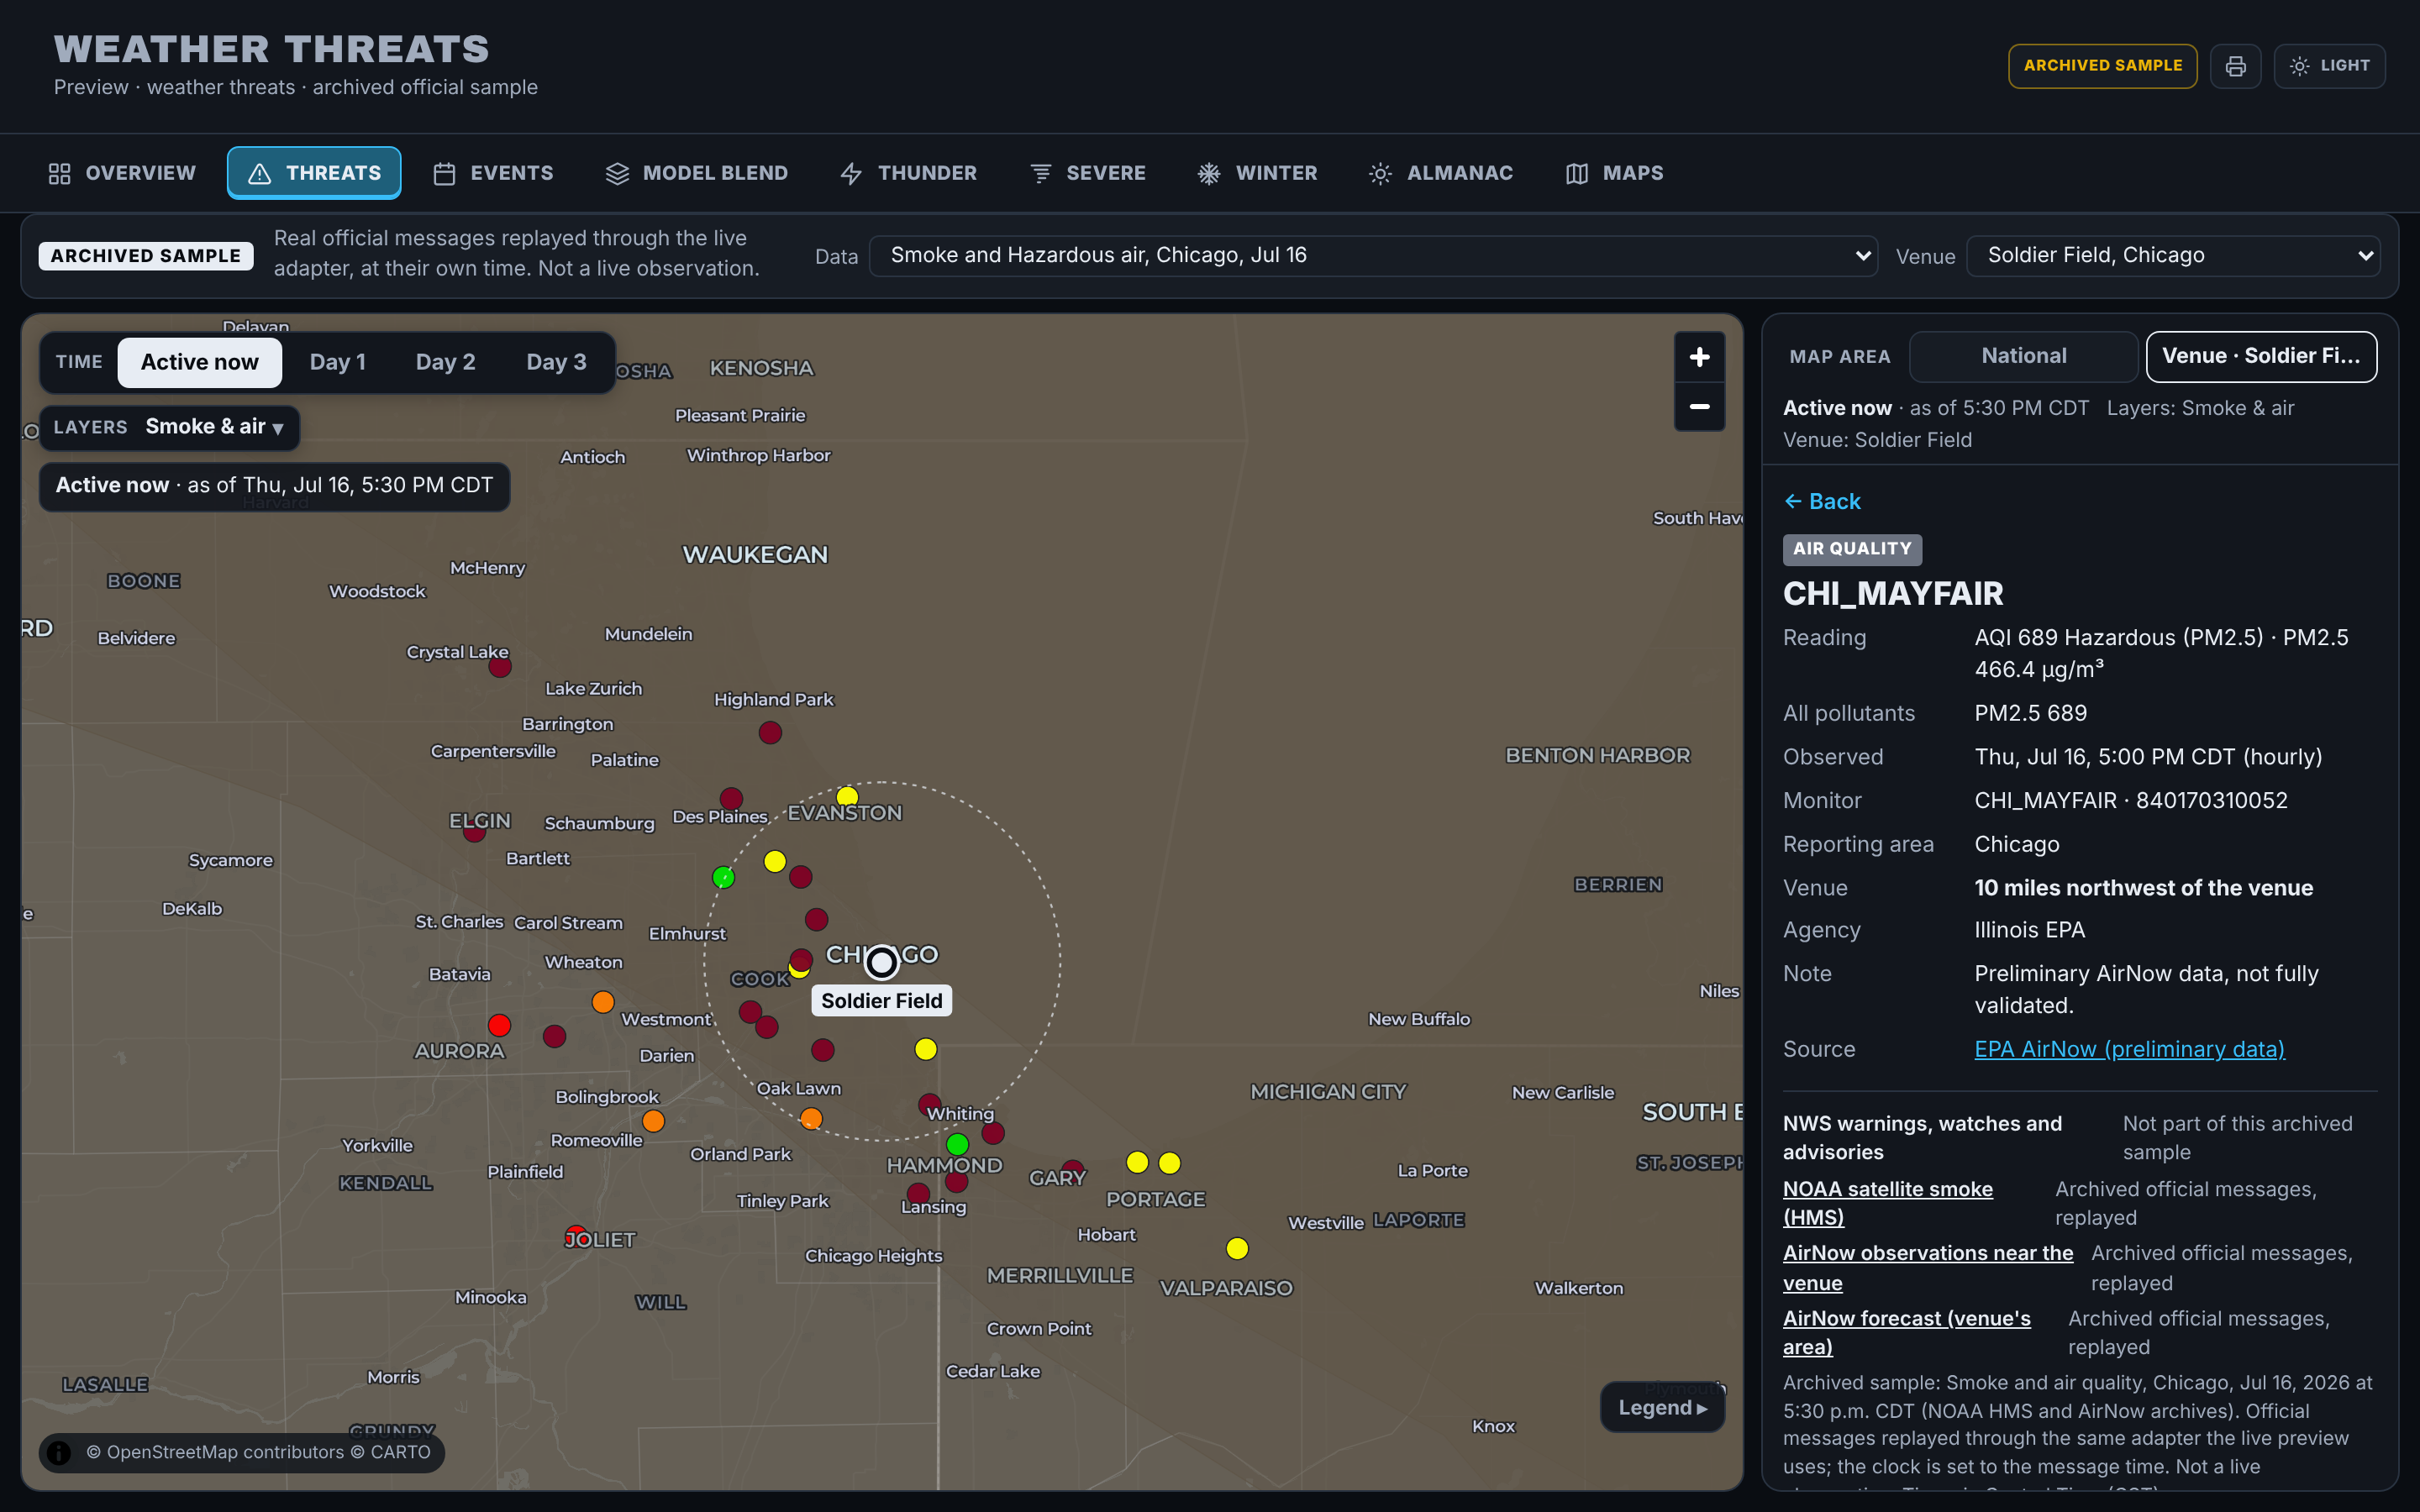 WEATHER THREATS
Preview · weather threats · archived official sample
ARCHIVED SAMPLE
LIGHT
OVERVIEW
THREATS
EVENTS
MODEL BLEND
THUNDER
SEVERE
WINTER
ALMANAC
MAPS
ARCHIVED SAMPLE
Real official messages replayed through the live
adapter, at their own time. Not a live observation.
Data
Smoke and Hazardous air, Chicago, Jul 16
Venue
Soldier Field, Chicago
Delavan
TIME
Active now
Day 1
Day 2
Day 3
OSHA
KENOSHA
Pleasant Prairie
LAYERS Smoke & air ▾
Antioch
Winthrop Harbor
Active now · as of Thu, Jul 16, 5:30 PM CDT
Harvard
South Have
WAUKEGAN
McHenry
BOONE
Woodstock
RD
Belvidere
Mundelein
Crystal Lake
Lake Zurich
Highland Park
Barrington
Carpentersville
Palatine
BENTON HARBOR
ELGIN
Schaumburg
Des Plaines
EVANSTON
Sycamore
Bartlett
BERRIEN
DeKalb
e
St. Charles
Carol Stream
Elmhurst
CHICAGO
Batavia
Wheaton
COOK
Soldier Field
Niles
Westmont
New Buffalo
AURORA
Darien
Oak Lawn
Bolingbrook
MICHIGAN CITY
New Carlisle
SOUTH B
Whiting
Yorkville
Romeoville
Orland Park
HAMMOND
GARY
La Porte
ST. JOSEPH
Plainfield
KENDALL
Tinley Park
Lansing
PORTAGE
Westville
LAPORTE
JOLIET
Chicago Heights
Hobart
MERRILLVILLE
VALPARAISO
Walkerton
Minooka
WILL
Crown Point
Cedar Lake
Morris
LASALLE
Plymouth
Legend ▸
Knox
GRUNDY
© OpenStreetMap contributors © CARTO
MAP AREA
National
Venue · Soldier Fi...
Active now · as of 5:30 PM CDT Layers: Smoke & air
Venue: Soldier Field
← Back
AIR QUALITY
CHI_MAYFAIR
Reading
AQI 689 Hazardous (PM2.5) · PM2.5
466.4 µg/m³
All pollutants
PM2.5 689
Observed
Thu, Jul 16, 5:00 PM CDT (hourly)
Monitor
CHI_MAYFAIR · 840170310052
Reporting area
Chicago
Venue
10 miles northwest of the venue
Agency
Illinois EPA
Note
Preliminary AirNow data, not fully
validated.
Source
EPA AirNow (preliminary data)
NWS warnings, watches and
advisories
Not part of this archived
sample
NOAA satellite smoke
(HMS)
Archived official messages,
replayed
AirNow observations near the
venue
Archived official messages,
replayed
AirNow forecast (venue's
area)
Archived official messages,
replayed
Archived sample: Smoke and air quality, Chicago, Jul 16, 2026 at
5:30 p.m. CDT (NOAA HMS and AirNow archives). Official
messages replayed through the same adapter the live preview
uses; the clock is set to the message time. Not a live